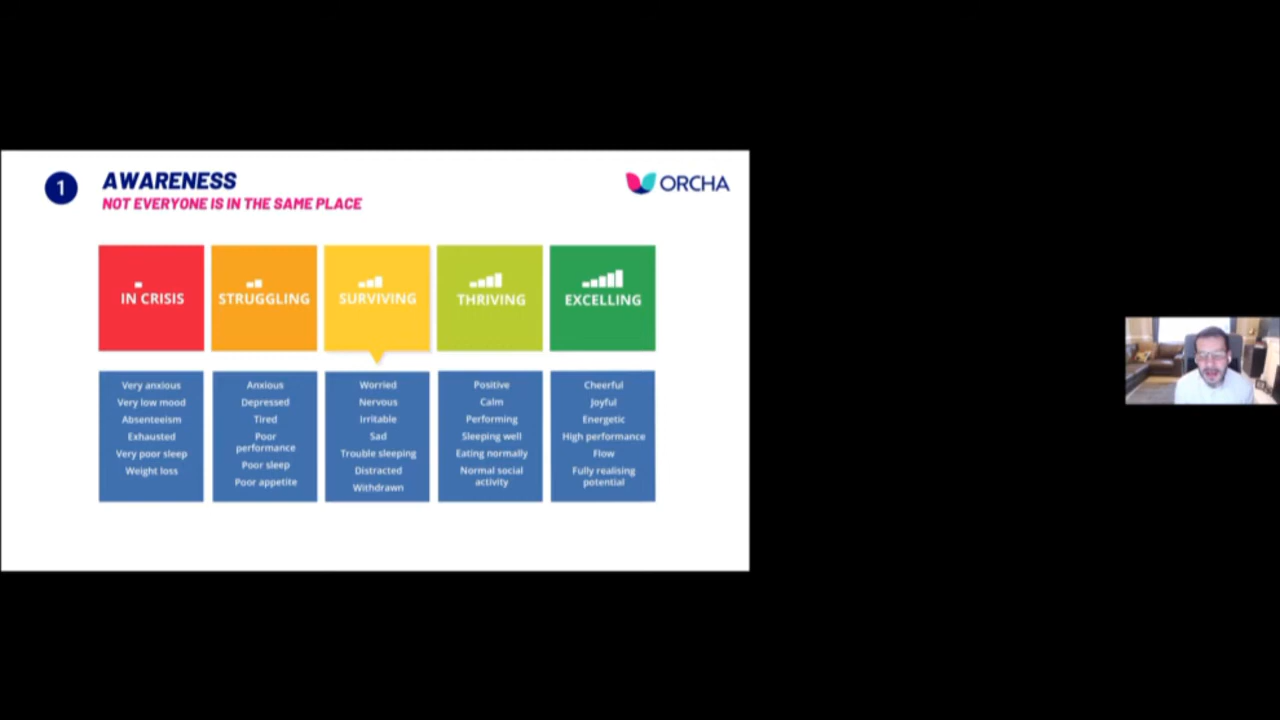 1
AWARENESS
NOT EVERYONE IS IN THE SAME PLACE
ORCHA
IN CRISIS
STRUGGLING
SURVIVING
THRIVING
EXCELLING
Very anxious
Very low mood
Absenteeism
Exhausted
Very poor sleep
Weight loss
Anxious
Depressed
Tired
Poor
performance
Poor sleep
Poor appetite
Worried
Nervous
Irritable
Sad
Trouble sleeping
Distracted
Withdrawn
Positive
Calm
Performing
Sleeping well
Eating normally
Normal social
activity
Cheerful
Joyful
Energetic
High performance
Flow
Fully realising
potential